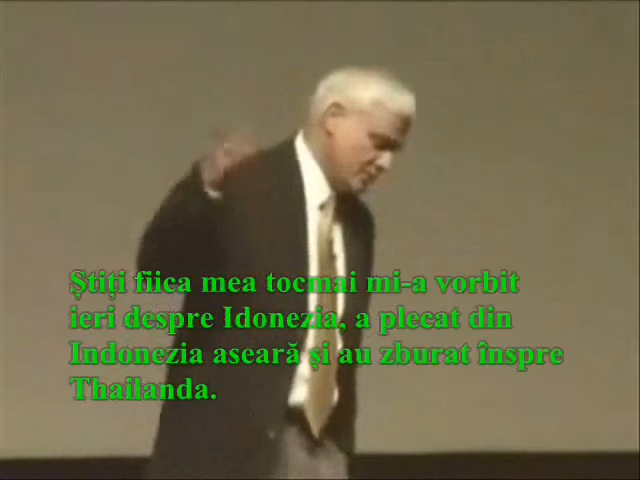 Știți fiica mea tocmai mi-a vorbit
ieri despre Idonezia, a plecat din
Indonezia aseară și au zburat înspre
Thailanda.